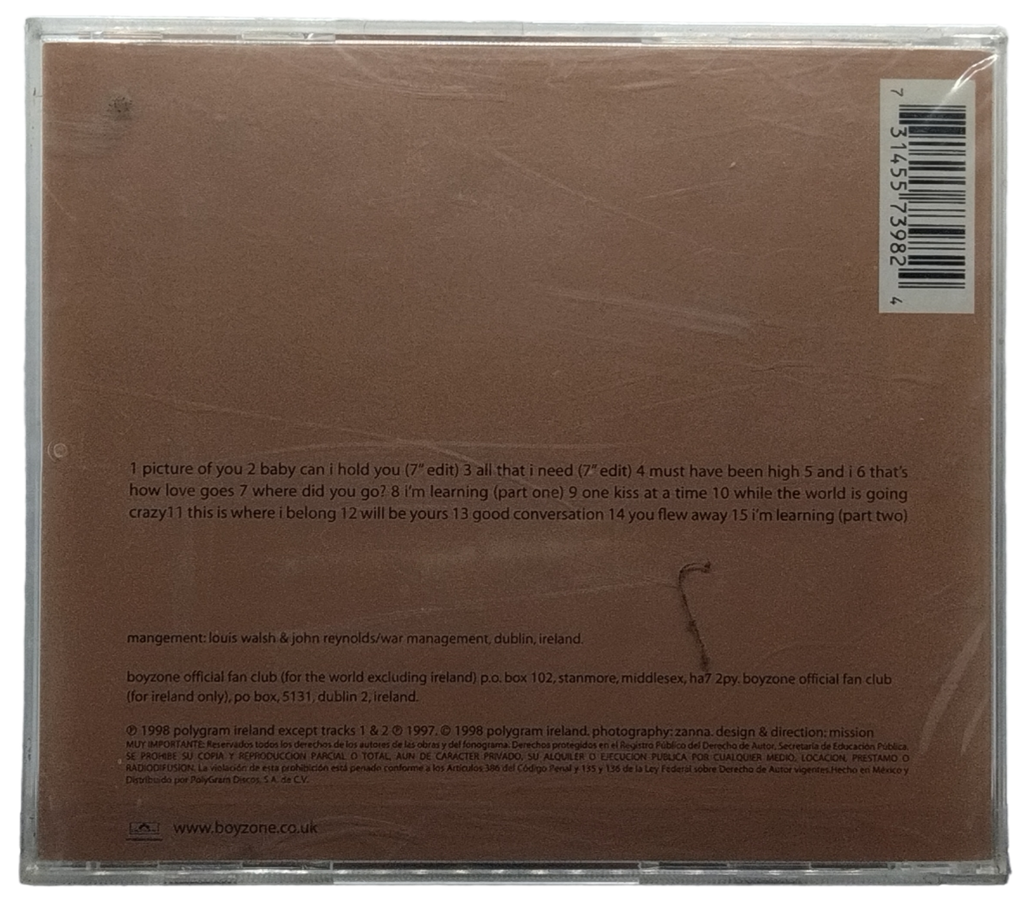 7 31455 73982 4
1 picture of you 2 baby can i hold you (7" edit) 3 all that i need (7" edit) 4 must have been high 5 and i 6 that's
how love goes 7 where did you go? 8 i'm learning (part one) 9 one kiss at a time 10 while the world is going
crazy11 this is where i belong 12 will be yours 13 good conversation 14 you flew away 15 i'm learning (part two)
mangement: louis walsh & john reynolds/war management, dublin, ireland.
boyzone official fan club (for the world excluding ireland) p.o. box 102, stanmore, middlesex, ha7 2py. boyzone official fan club
(for ireland only), po box, 5131, dublin 2, ireland.
℗ 1998 polygram ireland except tracks 1 & 2 ℗ 1997. © 1998 polygram ireland, photography: zanna. design & direction: mission
MUY IMPORTANTE: Reservados todos los derechos de los autores de las obras y del fonograma. Derechos protegidos en el Registro Público del Derecho de Autor, Secretaría de Educación Pública.
SE PROHIBE SU COPIA Y REPRODUCCION PARCIAL O TOTAL, AUN DE CARACTER PRIVADO, SU ALQUILER O EJECUCION PUBLICA POR CUALQUIER MEDIO, LOCACION, PRESTAMO O
RADIODIFUSION. La violación de esta prohibición está penado conforme a los Artículos 386 del Código Penal y 135 y 136 de la Ley Federal sobre Derecho de Autor vigentes.Hecho en México y
Distribuido por PolyGram Discos, S.A. de C.V.
www.boyzone.co.uk